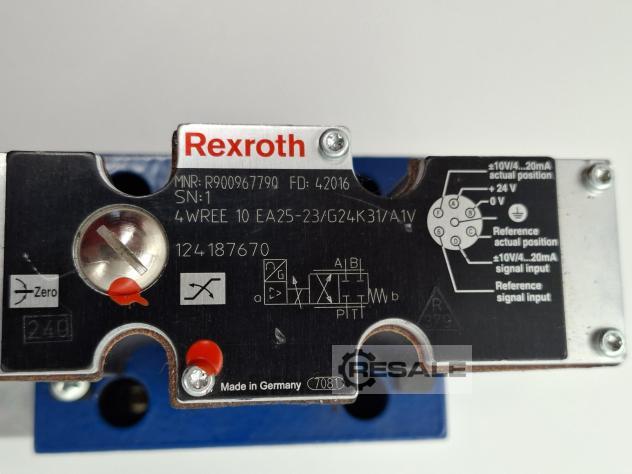 Rexroth
MNR: R900967790 FD: 42016
SN:1
4WREE 10 EA25-23/G24K31/A1V
124187670
Zero
240
a
A B
P T
b
Made in Germany
±10V/4...20mA
actual position
+ 24 V
0 V
Reference
actual position
±10V/4...20mA
signal input
Reference
signal input
RESALE